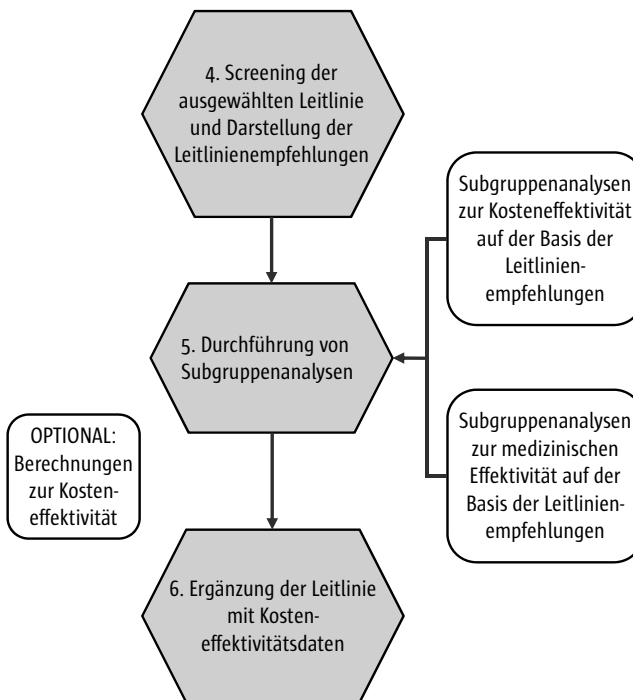 4. Screening der
ausgewählten Leitlinie
und Darstellung der
Leitlinienempfehlungen
Subgruppenanalysen
zur Kosteneffektivität
auf der Basis der
Leitlinien-
empfehlungen
5. Durchführung von
Subgruppenanalysen
Subgruppenanalysen
zur medizinischen
Effektivität auf der
Basis der Leitlinien-
empfehlungen
OPTIONAL:
Berechnungen
zur Kosten-
effektivität
6. Ergänzung der Leitlinie
mit Kosten-
effektivitätsdaten